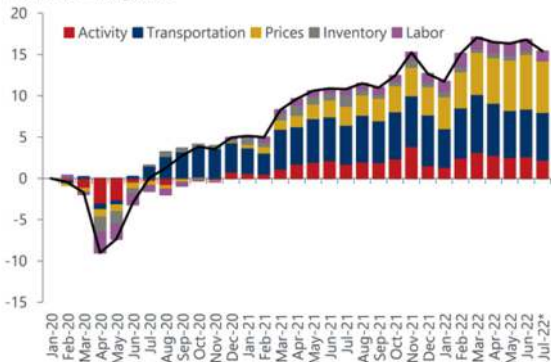 20
Activity Transportation Prices Inventory Labor
15
10
5
0
-5
-10
-15
Jan-20
Feb-20
Mar-20
Apr-20
May-20
Jun-20
Jul-20
Aug-20
Sep-20
Oct-20
Nov-20
Dec-20
Jan-21
Feb-21
Mar-21
Apr-21
May-21
Jun-21
Jul-21
Aug-21
Sep-21
Oct-21
Nov-21
Dec-21
Jan-22
Feb-22
Mar-22
Apr-22
May-22
Jun-22
Jul-22*